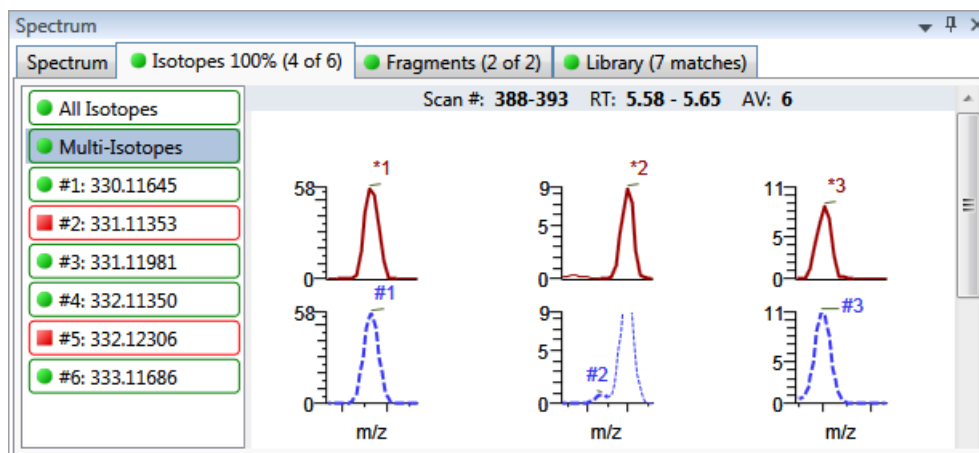 Spectrum
Spectrum Isotopes 100% (4 of 6) Fragments (2 of 2) Library (7 matches)
All Isotopes
Multi-Isotopes
#1: 330.11645
#2: 331.11353
#3: 331.11981
#4: 332.11350
#5: 332.12306
#6: 333.11686
Scan #: 388-393 RT: 5.58 - 5.65 AV: 6
*1 *2 *3
58 9 11
5 5
0 0 0
#1 #2 #3
58 9 11
5 5
0 0 0
m/z m/z m/z